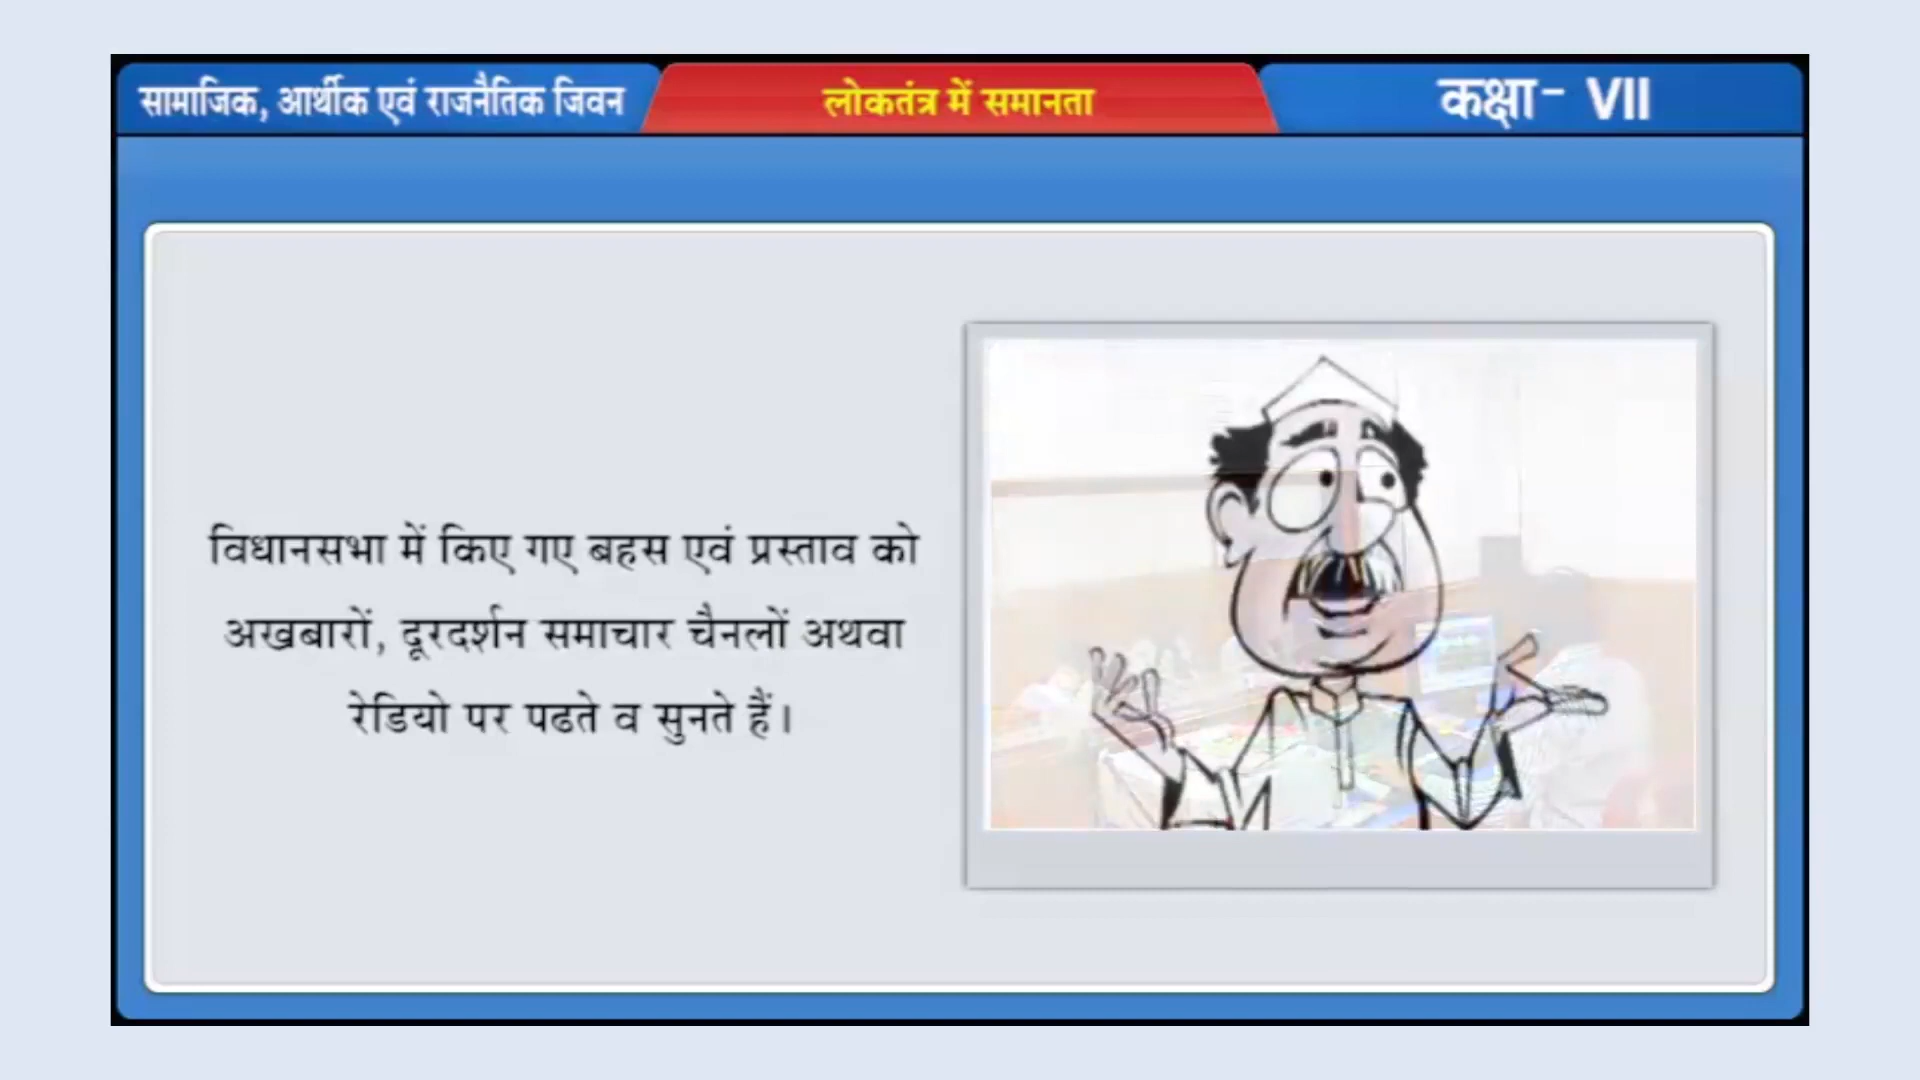 सामाजिक, आर्थीक एवं राजनैतिक जिवन
लोकतंत्र में समानता
कक्षा- VII
विधानसभा में किए गए बहस एवं प्रस्ताव को
अखबारों, दूरदर्शन समाचार चैनलों अथवा
रेडियो पर पढते व सुनते हैं।